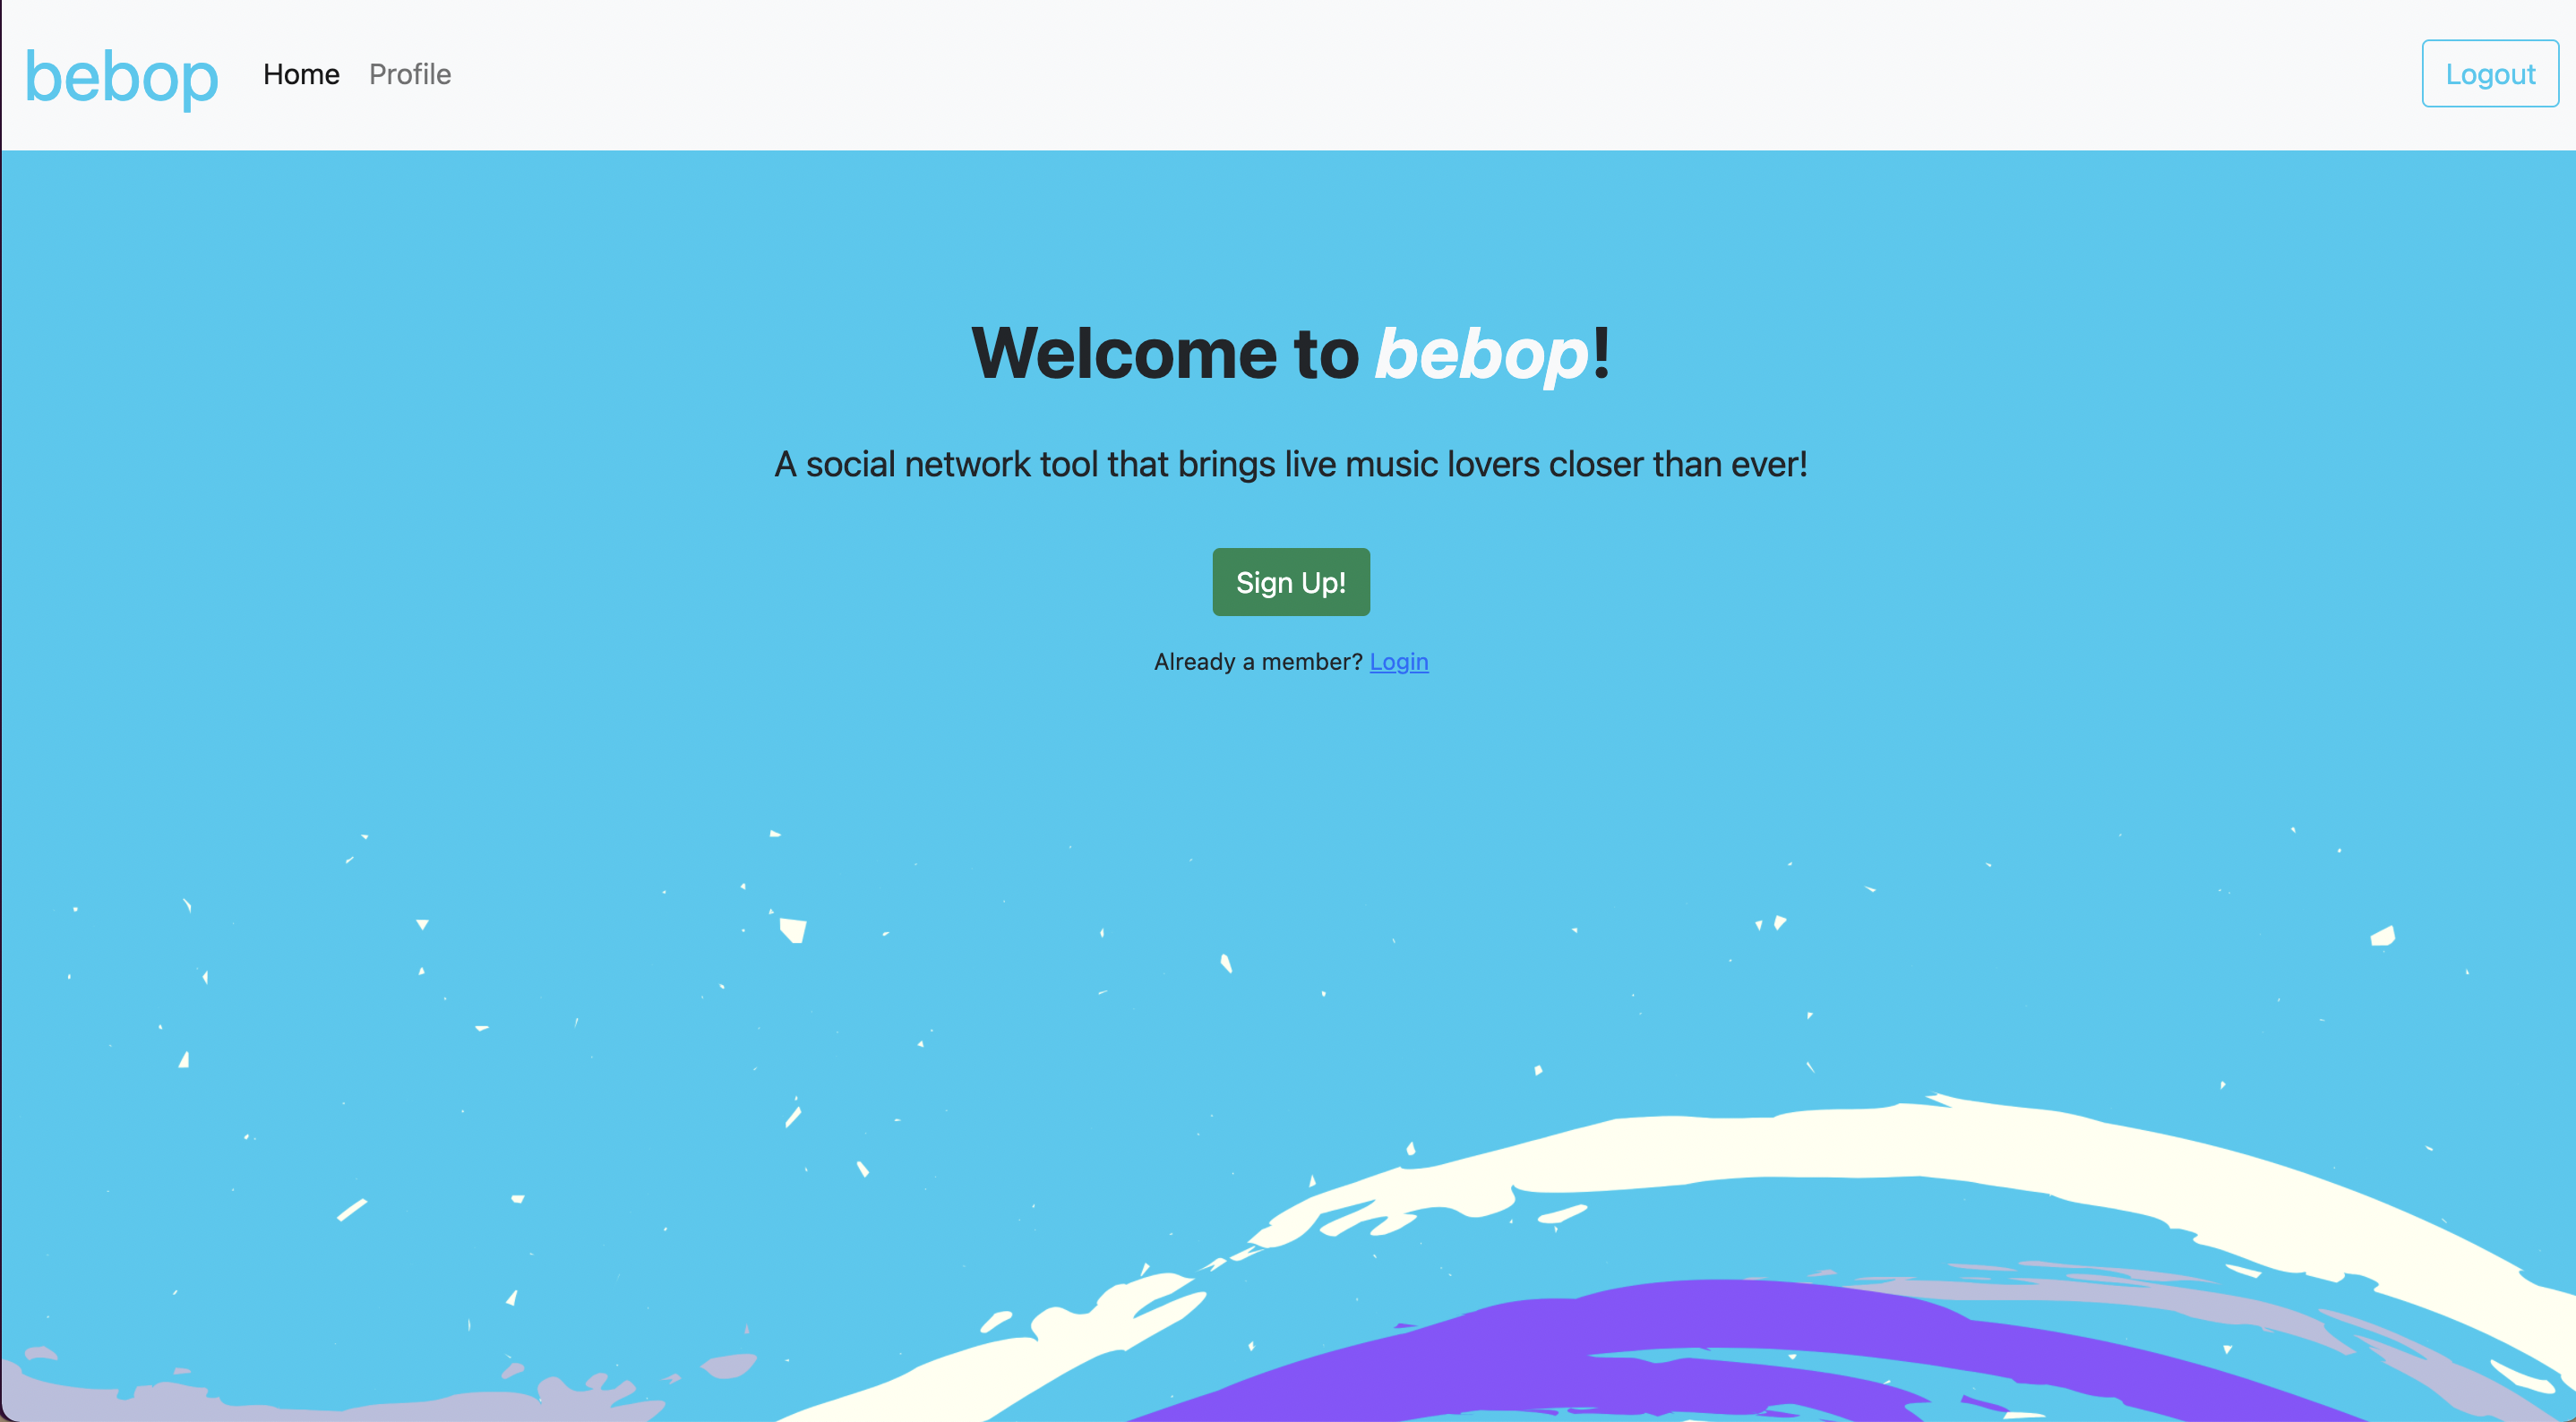 bebop Home Profile Logout
Welcome to bebop!
A social network tool that brings live music lovers closer than ever!
Sign Up!
Already a member? Login